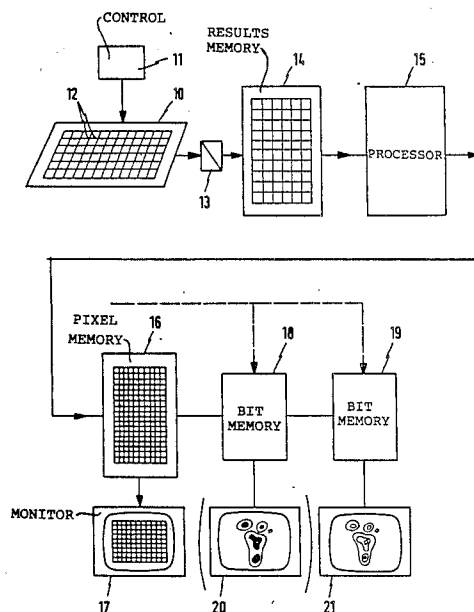 CONTROL
11
12
10
13
RESULTS
MEMORY
14
15
PROCESSOR
PIXEL
MEMORY
16
18
19
BIT
MEMORY
BIT
MEMORY
MONITOR
17
20
21